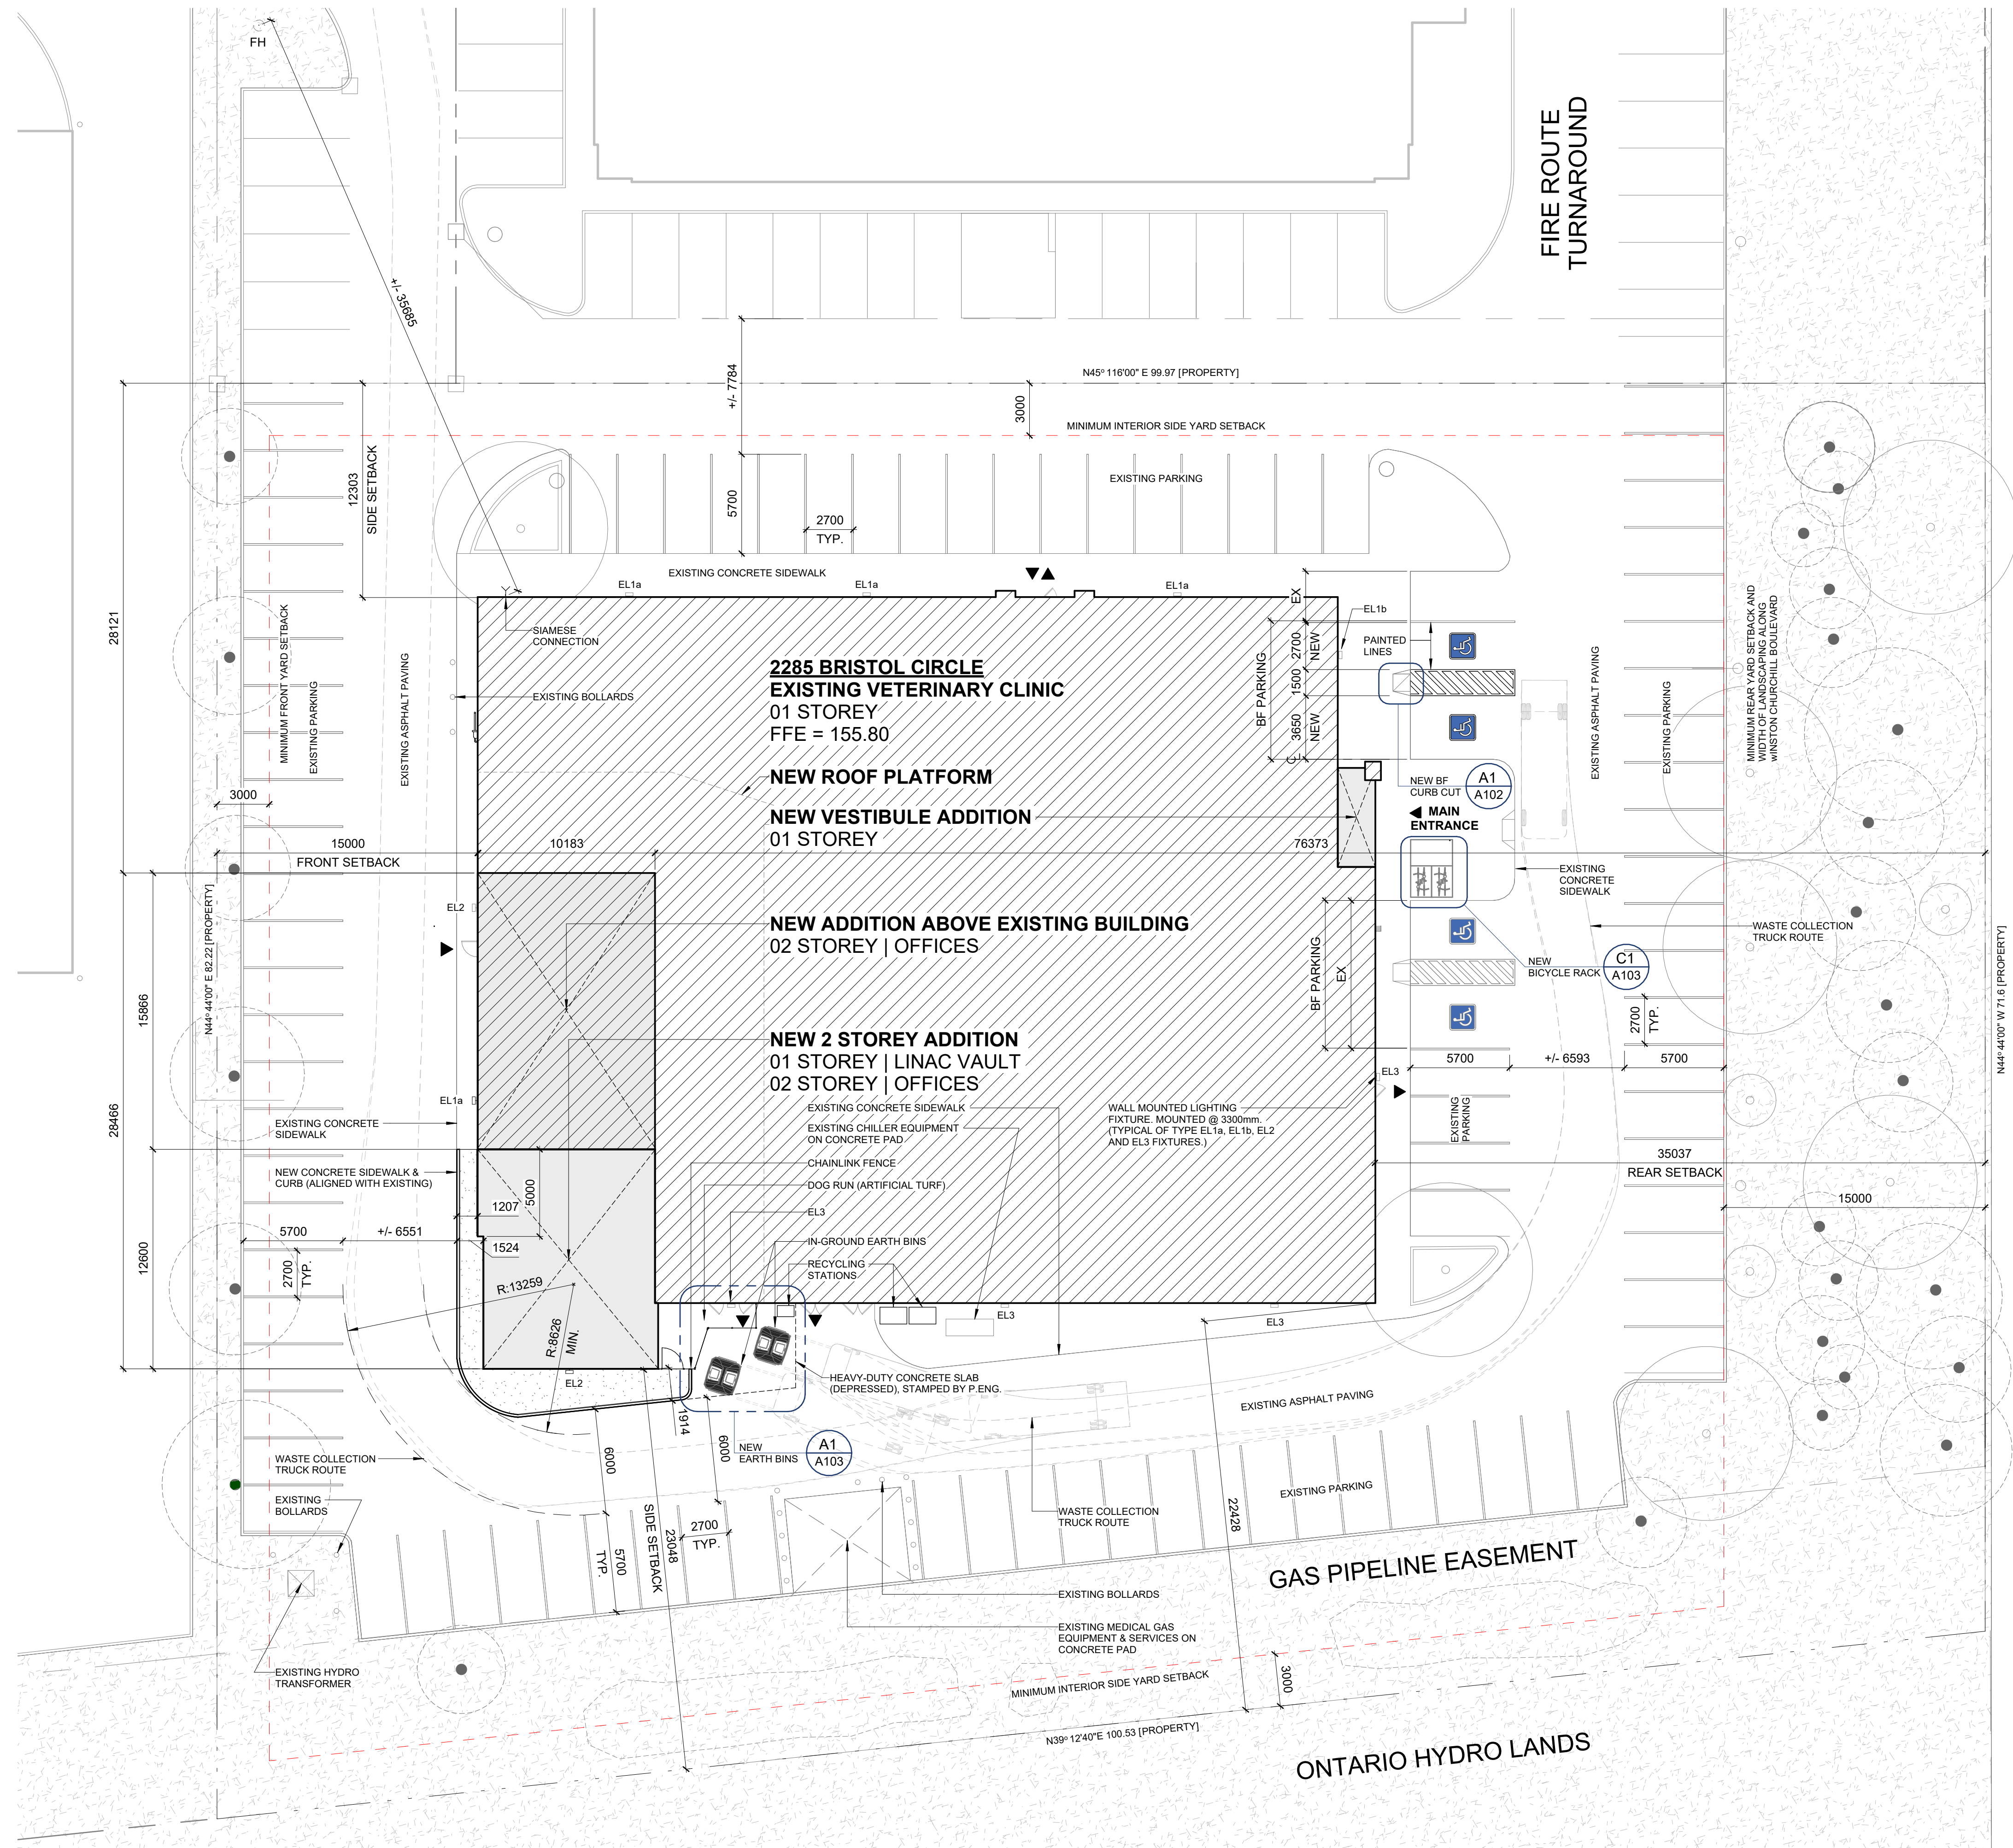 FH
FIRE ROUTE
TURNAROUND
+/- 35685
+/- 7784
N45º 116'00" E 99.97 [PROPERTY]
3000
MINIMUM INTERIOR SIDE YARD SETBACK
12303
SIDE SETBACK
28121
5700
EXISTING PARKING
2700
TYP.
EXISTING CONCRETE SIDEWALK
EL1a
EL1a
EL1a
EL1b
SIAMESE
CONNECTION
EXISTING BOLLARDS
MINIMUM FRONT YARD SETBACK
EXISTING PARKING
EXISTING ASPHALT PAVING
2285 BRISTOL CIRCLE
EXISTING VETERINARY CLINIC
01 STOREY
FFE = 155.80
NEW ROOF PLATFORM
NEW VESTIBULE ADDITION
01 STOREY
EX
2700
NEW
1500
3650
NEW
BF PARKING
PAINTED
LINES
NEW BF
CURB CUT
A1
A102
MAIN
ENTRANCE
EXISTING ASPHALT PAVING
EXISTING PARKING
MINIMUM REAR YARD SETBACK AND
WIDTH OF LANDSCAPING ALONG
WINSTON CHURCHILL BOULEVARD
3000
15000
FRONT SETBACK
10183
76373
EXISTING
CONCRETE
SIDEWALK
N44º 44'00" E 82.22 [PROPERTY]
EL2
NEW ADDITION ABOVE EXISTING BUILDING
02 STOREY | OFFICES
BF PARKING
EX
WASTE COLLECTION
TRUCK ROUTE
NEW
BICYCLE RACK
C1
A103
N44º 44'00" W 71.6 [PROPERTY]
15866
28466
12600
NEW 2 STOREY ADDITION
01 STOREY | LINAC VAULT
02 STOREY | OFFICES
2700
TYP.
5700
+/- 6593
5700
EL3
EL1a
EXISTING CONCRETE
SIDEWALK
EXISTING CONCRETE SIDEWALK
EXISTING CHILLER EQUIPMENT
ON CONCRETE PAD
WALL MOUNTED LIGHTING
FIXTURE. MOUNTED @ 3300mm.
(TYPICAL OF TYPE EL1a, EL1b, EL2
AND EL3 FIXTURES.)
EXISTING
PARKING
35037
REAR SETBACK
15000
NEW CONCRETE SIDEWALK &
CURB (ALIGNED WITH EXISTING)
CHAINLINK FENCE
DOG RUN (ARTIFICIAL TURF)
EL3
IN-GROUND EARTH BINS
RECYCLING
STATIONS
1207
5000
1524
5700
+/- 6551
2700
TYP.
R:13259
R:8626
MIN.
EL3
EL3
EL2
HEAVY-DUTY CONCRETE SLAB
(DEPRESSED), STAMPED BY P.ENG.
1914
6000
6000
NEW
EARTH BINS
A1
A103
EXISTING ASPHALT PAVING
WASTE COLLECTION
TRUCK ROUTE
EXISTING
BOLLARDS
EXISTING PARKING
WASTE COLLECTION
TRUCK ROUTE
22428
SIDE SETBACK
23048
2700
TYP.
5700
TYP.
GAS PIPELINE EASEMENT
EXISTING BOLLARDS
EXISTING MEDICAL GAS
EQUIPMENT & SERVICES ON
CONCRETE PAD
EXISTING HYDRO
TRANSFORMER
MINIMUM INTERIOR SIDE YARD SETBACK
3000
N39º 12'40"E 100.53 [PROPERTY]
ONTARIO HYDRO LANDS